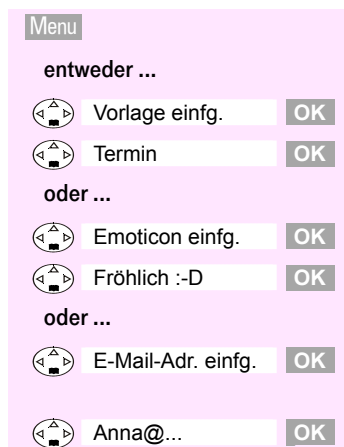 Menu
entweder ...
Vorlage einfg. OK
Termin OK
oder ...
Emoticon einfg. OK
Fröhlich :-D OK
oder ...
E-Mail-Adr. einfg. OK
Anna@... OK